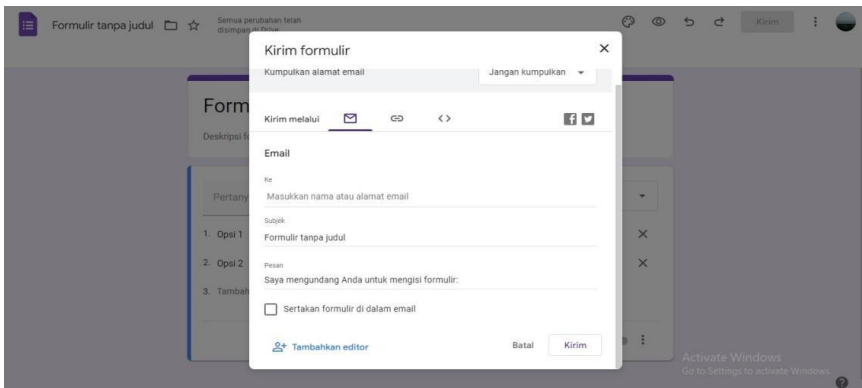 Formulir tanpa judul
Semua perubahan telah
disimpan di Drive
Kirim
Kirim formulir
Kumpulkan alamat email
Jangan kumpulkan
Form
Deskripsi fo
Kirim melalui
Email
Ke
Masukkan nama atau alamat email
Subjek
Formulir tanpa judul
Pesan
Saya mengundang Anda untuk mengisi formulir:
Sertakan formulir di dalam email
Tambahkan editor
Batal
Kirim
Pertany
1. Opsi 1
2. Opsi 2
3. Tambah
Activate Windows
Go to Settings to activate Windows.